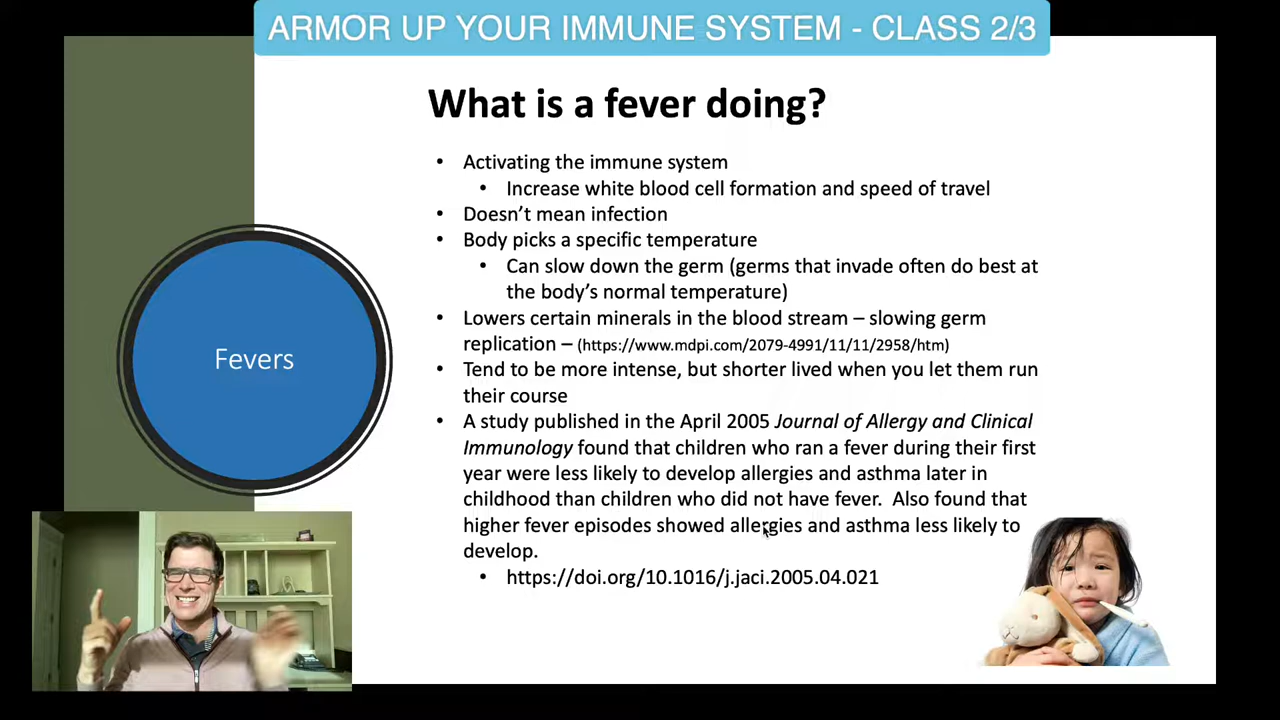 ARMOR UP YOUR IMMUNE SYSTEM - CLASS 2/3
What is a fever doing?
• Activating the immune system
• Increase white blood cell formation and speed of travel
• Doesn’t mean infection
• Body picks a specific temperature
• Can slow down the germ (germs that invade often do best at
the body’s normal temperature)
• Lowers certain minerals in the blood stream – slowing germ
replication – (https://www.mdpi.com/2079-4991/11/11/2958/htm)
• Tend to be more intense, but shorter lived when you let them run
their course
• A study published in the April 2005 Journal of Allergy and Clinical
Immunology found that children who ran a fever during their first
year were less likely to develop allergies and asthma later in
childhood than children who did not have fever. Also found that
higher fever episodes showed allergies and asthma less likely to
develop.
• https://doi.org/10.1016/j.jaci.2005.04.021
Fevers